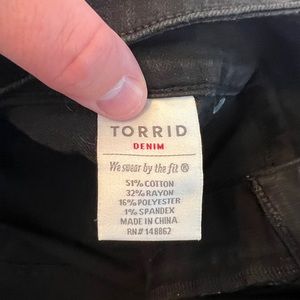 TORRID
DENIM
We swear by the fit ®
51% COTTON
32% RAYON
16% POLYESTER
1% SPANDEX
MADE IN CHINA
RN# 148862